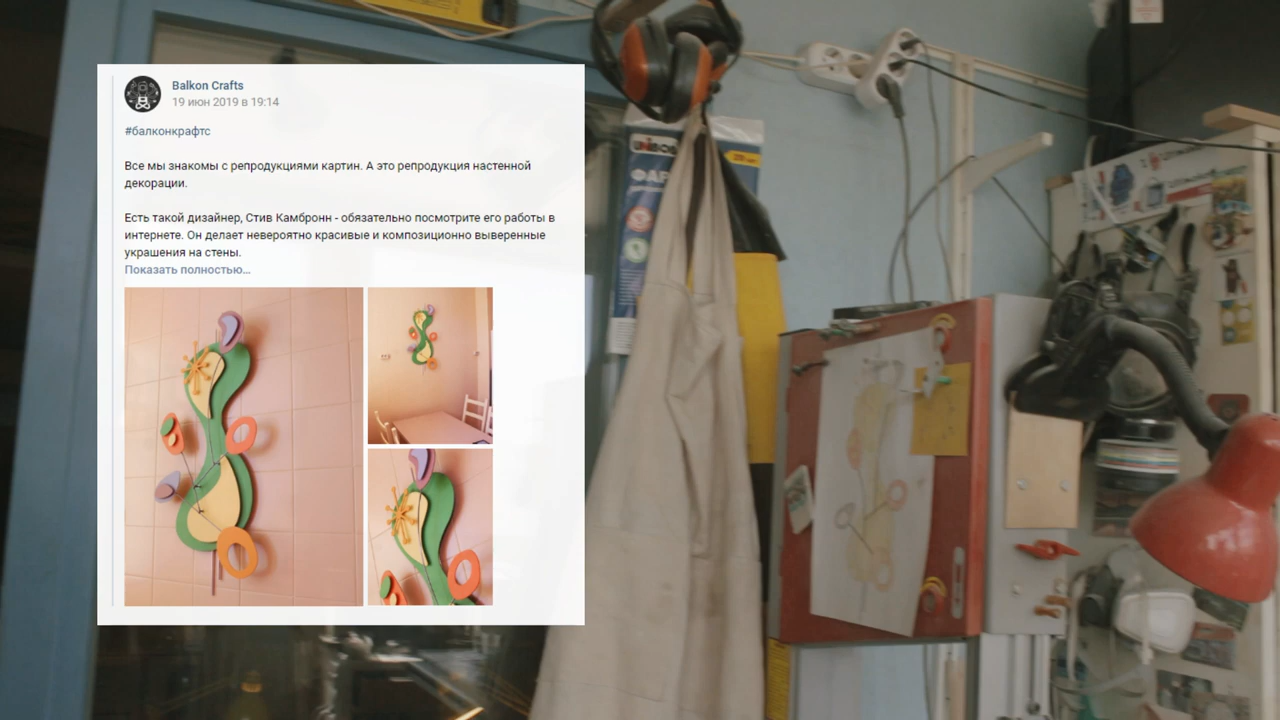 Balkon Crafts
19 июн 2019 в 19:14
#балконкрафтс
Все мы знакомы с репродукциями картин. А это репродукция настенной
декорации.
Есть такой дизайнер, Стив Камбронн - обязательно посмотрите его работы в
интернете. Он делает невероятно красивые и композиционно выверенные
украшения на стены.
Показать полностью...
ФАР